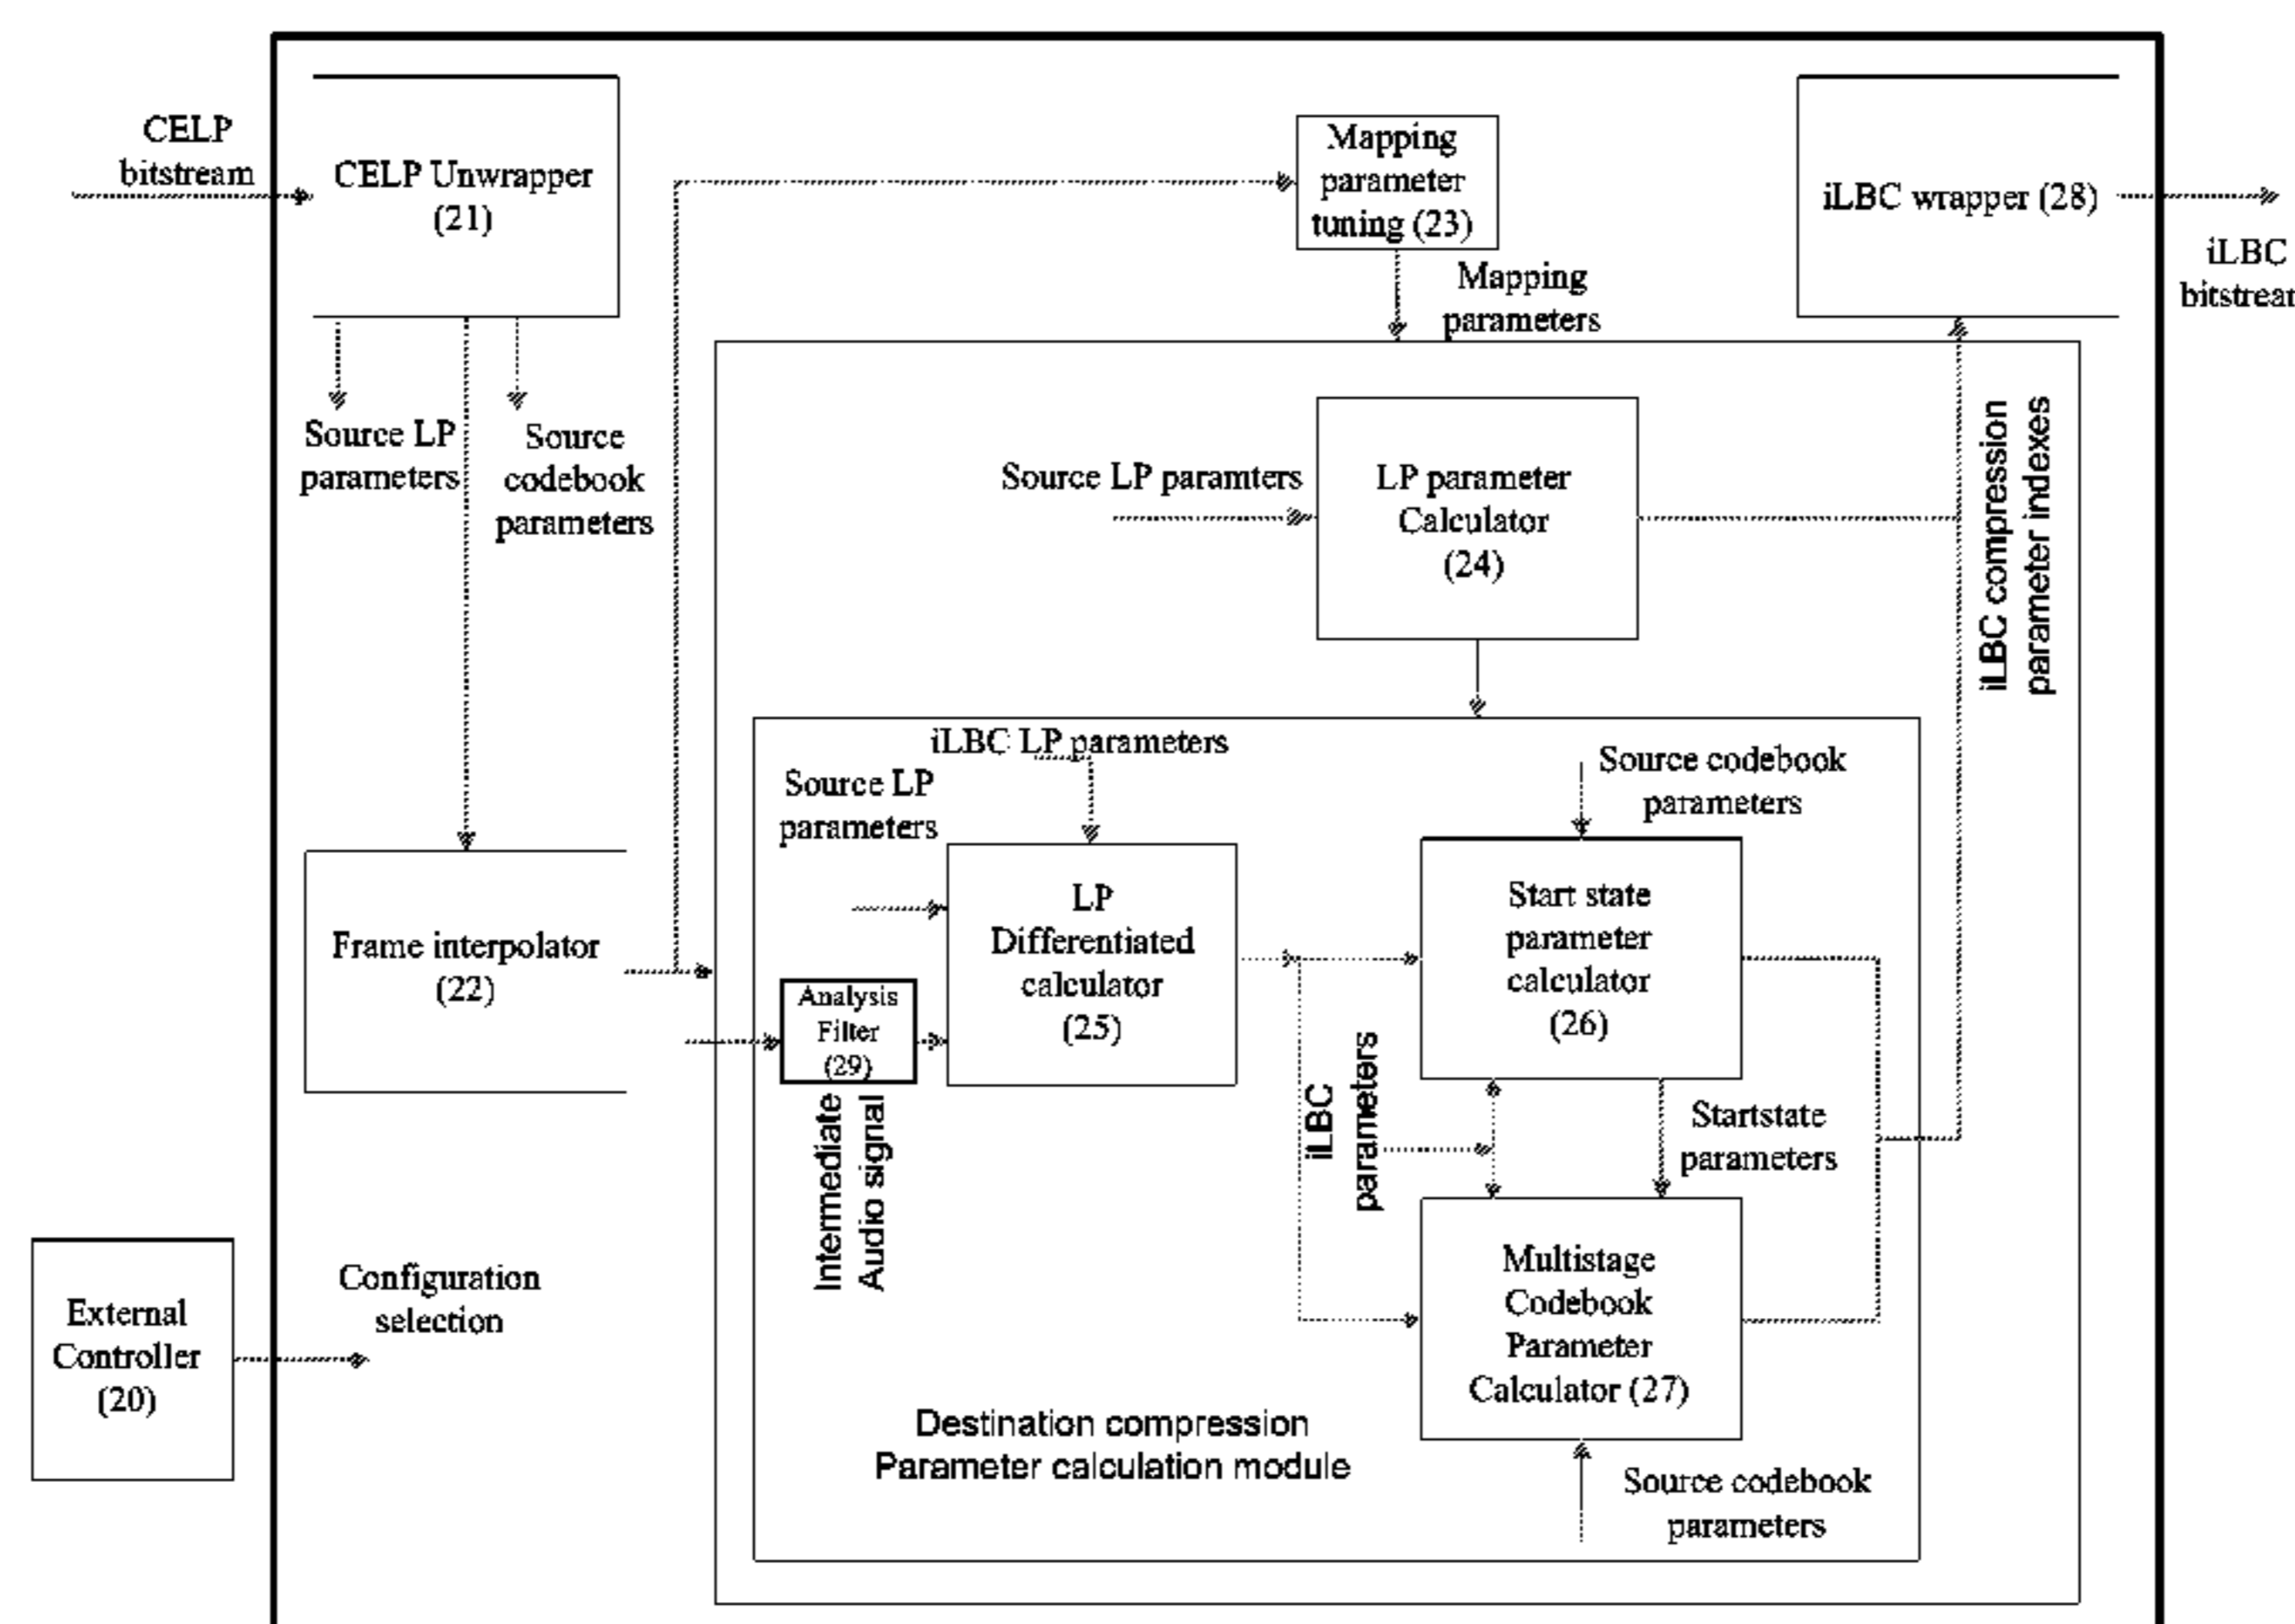 CELP
bitstream
CELP Unwrapper
(21)
Mapping
parameter
tuning (23)
iLBC wrapper (28)
iLBC
bitstream
Mapping
parameters
Source LP
parameters
Source
codebook
parameters
Source LP paramters
LP parameter
Calculator
(24)
iLBC compression
parameter indexes
iLBC LP parameters
Source LP
parameters
Source codebook
parameters
Frame interpolator
(22)
LP
Differentiated
calculator
(25)
Start state
parameter
calculator
(26)
Analysis
Filter
(29)
Intermediate
Audio signal
iLBC
parameters
Startstate
parameters
External
Controller
(20)
Configuration
selection
Multistage
Codebook
Parameter
Calculator (27)
Destination compression
Parameter calculation module
Source codebook
parameters